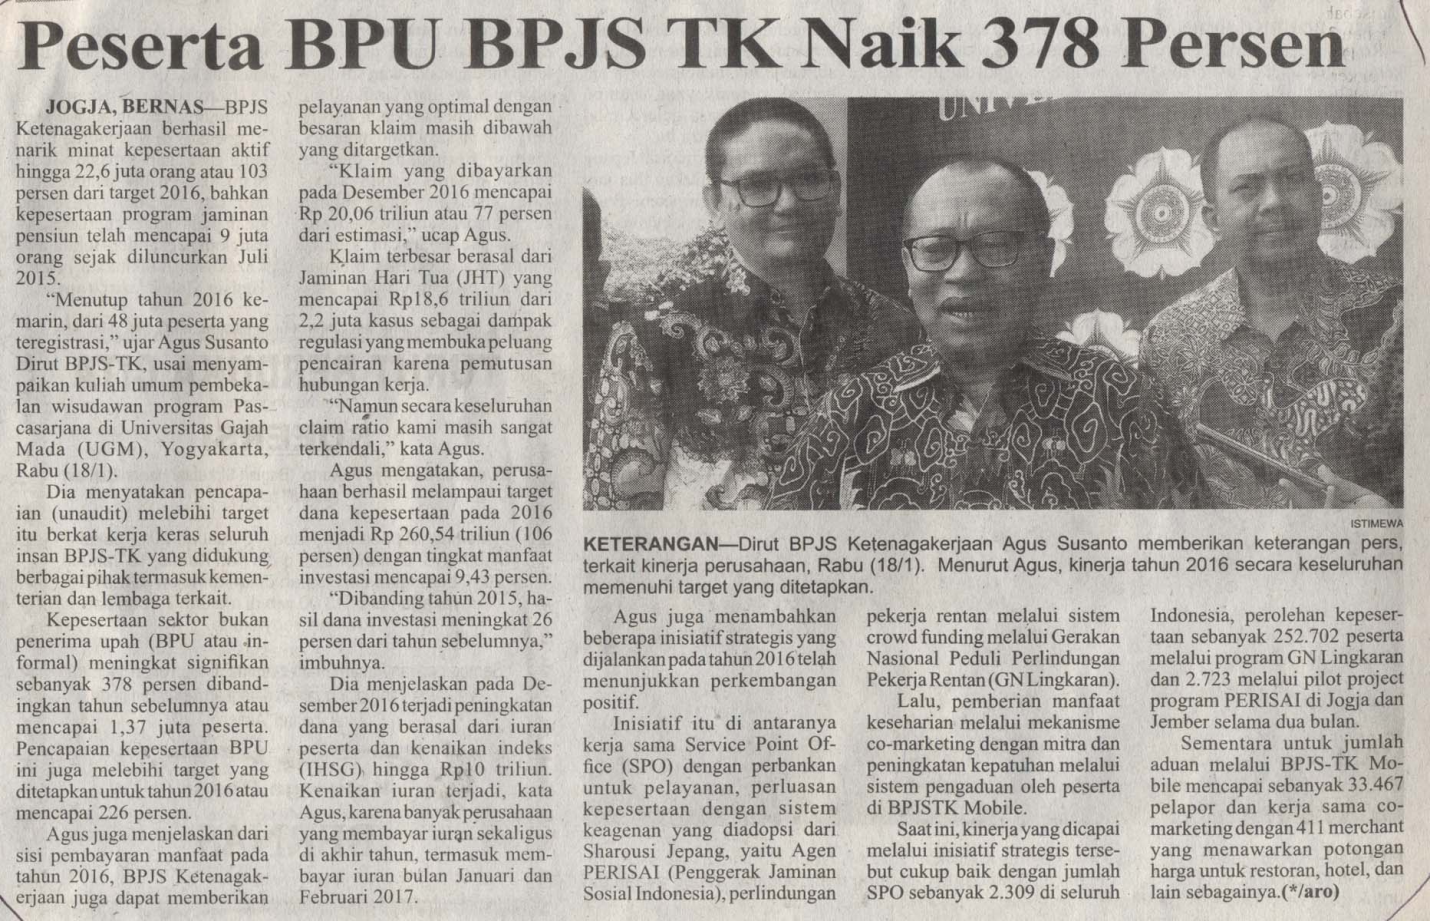 Peserta BPU BPJS TK Naik 378 Persen
JOGJA, BERNAS—BPJS
Ketenagakerjaan berhasil me-
narik minat kepesertaan aktif
hingga 22,6 juta orang atau 103
persen dari target 2016, bahkan
kepesertaan program jaminan
pensiun telah mencapai 9 juta
orang sejak diluncurkan Juli
2015.
“Menutup tahun 2016 ke-
marin, dari 48 juta peserta yang
teregistrasi,” ujar Agus Susanto
Dirut BPJS-TK, usai menyam-
paikan kuliah umum pembeka-
lan wisudawan program Pas-
casarjana di Universitas Gajah
Mada (UGM), Yogyakarta,
Rabu (18/1).
Dia menyatakan pencapa-
ian (unaudit) melebihi target
itu berkat kerja keras seluruh
insan BPJS-TK yang didukung
berbagai pihak termasuk kemen-
terian dan lembaga terkait.
Kepesertaan sektor bukan
penerima upah (BPU atau in-
formal) meningkat signifikan
sebanyak 378 persen diband-
ingkan tahun sebelumnya atau
mencapai 1,37 juta peserta.
Pencapaian kepesertaan BPU
ini juga melebihi target yang
ditetapkan untuk tahun 2016 atau
mencapai 226 persen.
Agus juga menjelaskan dari
sisi pembayaran manfaat pada
tahun 2016, BPJS Ketenagak-
erjaan juga dapat memberikan
pelayanan yang optimal dengan
besaran klaim masih dibawah
yang ditargetkan.
“Klaim yang dibayarkan
pada Desember 2016 mencapai
Rp 20,06 triliun atau 77 persen
dari estimasi,” ucap Agus.
Klaim terbesar berasal dari
Jaminan Hari Tua (JHT) yang
mencapai Rp18,6 triliun dari
2,2 juta kasus sebagai dampak
regulasi yang membuka peluang
pencairan karena pemutusan
hubungan kerja.
“Namun secara keseluruhan
claim ratio kami masih sangat
terkendali,” kata Agus.
Agus mengatakan, perusa-
haan berhasil melampaui target
dana kepesertaan pada 2016
menjadi Rp 260,54 triliun (106
persen) dengan tingkat manfaat
investasi mencapai 9,43 persen.
“Dibanding tahun 2015, ha-
sil dana investasi meningkat 26
persen dari tahun sebelumnya,”
imbuhnya.
Dia menjelaskan pada De-
sember 2016 terjadi peningkatan
dana yang berasal dari iuran
peserta dan kenaikan indeks
(IHSG) hingga Rp10 triliun.
Kenaikan iuran terjadi, kata
Agus, karena banyak perusahaan
yang membayar iuran sekaligus
di akhir tahun, termasuk mem-
bayar iuran bulan Januari dan
Februari 2017.
ISTIMEWA
KETERANGAN—Dirut BPJS Ketenagakerjaan Agus Susanto memberikan keterangan pers,
terkait kinerja perusahaan, Rabu (18/1). Menurut Agus, kinerja tahun 2016 secara keseluruhan
memenuhi target yang ditetapkan.
Agus juga menambahkan
beberapa inisiatif strategis yang
dijalankan pada tahun 2016 telah
menunjukkan perkembangan
positif.
Inisiatif itu di antaranya
kerja sama Service Point Of-
fice (SPO) dengan perbankan
untuk pelayanan, perluasan
kepesertaan dengan sistem
keagenan yang diadopsi dari
Sharousi Jepang, yaitu Agen
PERISAI (Penggerak Jaminan
Sosial Indonesia), perlindungan
pekerja rentan melalui sistem
crowd funding melalui Gerakan
Nasional Peduli Perlindungan
Pekerja Rentan (GN Lingkaran).
Lalu, pemberian manfaat
keseharian melalui mekanisme
co-marketing dengan mitra dan
peningkatan kepatuhan melalui
sistem pengaduan oleh peserta
di BPJSTK Mobile.
Saat ini, kinerja yang dicapai
melalui inisiatif strategis terse-
but cukup baik dengan jumlah
SPO sebanyak 2.309 di seluruh
Indonesia, perolehan kepeser-
taan sebanyak 252.702 peserta
melalui program GN Lingkaran
dan 2.723 melalui pilot project
program PERISAI di Jogja dan
Jember selama dua bulan.
Sementara untuk jumlah
aduan melalui BPJS-TK Mo-
bile mencapai sebanyak 33.467
pelapor dan kerja sama co-
marketing dengan 411 merchant
yang menawarkan potongan
harga untuk restoran, hotel, dan
lain sebagainya.(*/aro)